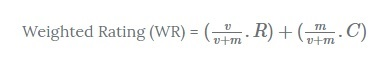 Weighted Rating (WR) = (v/v+m . R) + (m/v+m . C)